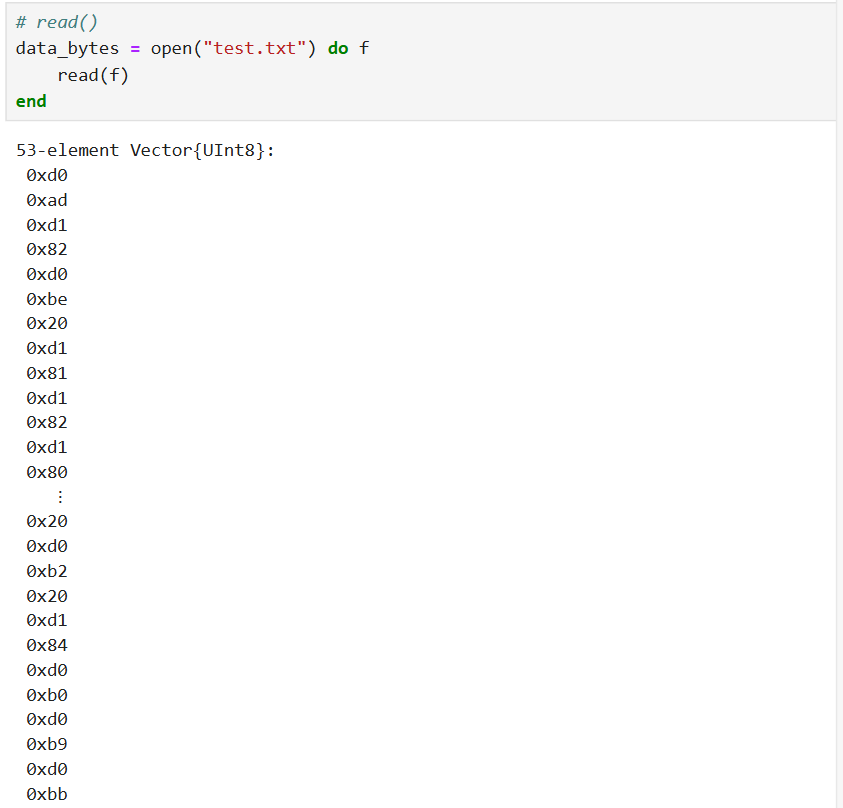 # read()
data_bytes = open("test.txt") do f
    read(f)
end
53-element Vector{UInt8}:
 0xd0
 0xad
 0xd1
 0x82
 0xd0
 0xbe
 0x20
 0xd1
 0x81
 0xd1
 0x82
 0xd1
 0x80
    ⋮
 0x20
 0xd0
 0xb2
 0x20
 0xd1
 0x84
 0xd0
 0xb0
 0xd0
 0xb9
 0xd0
 0xbb